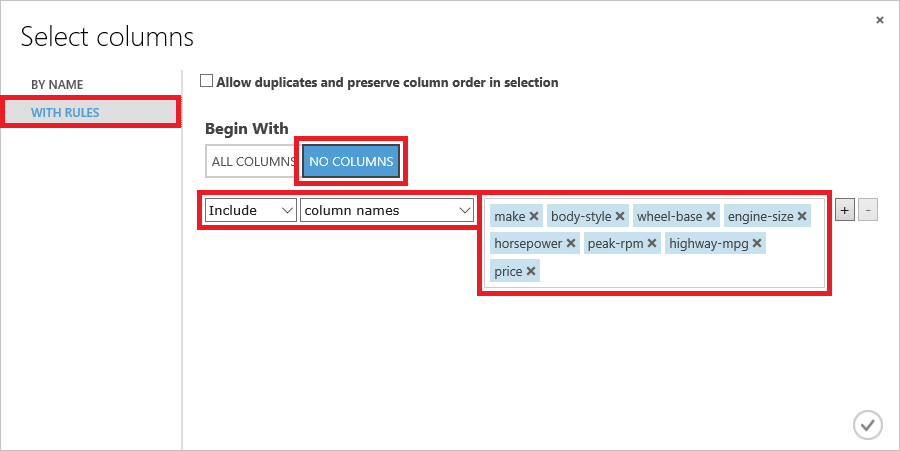 Select columns
BY NAME
WITH RULES
Allow duplicates and preserve column order in selection
Begin With
ALL COLUMNS NO COLUMNS
Include column names
make body-style wheel-base engine-size
horsepower peak-rpm highway-mpg
price